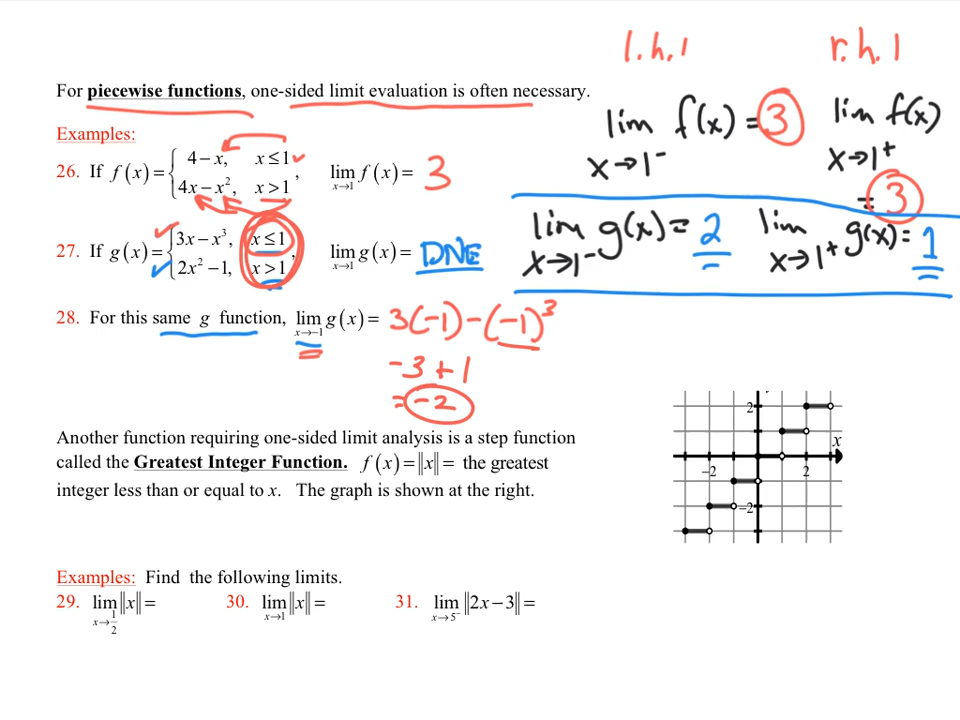 l.h.l r.h.l
For piecewise functions, one-sided limit evaluation is often necessary.
lim f(x) = 3 lim f(x)
x→1⁻ x→1⁺
= 3
Examples:
26. If f(x) = { 4 − x, x ≤ 1
4x − x², x > 1 , lim f(x) = 3
x→1
lim g(x) = 2 lim g(x) = 1
x→1⁻ x→1⁺
27. If g(x) = { 3x − x³, x ≤ 1
2x² − 1, x > 1 , lim g(x) = DNE
x→1
28. For this same g function, lim g(x) = 3(-1) - (-1)³
x→−1
-3 + 1
= -2
Another function requiring one-sided limit analysis is a step function
called the Greatest Integer Function. f(x) = ‖x‖ = the greatest
integer less than or equal to x. The graph is shown at the right.
2
x
−2 2
−2
Examples: Find the following limits.
29. lim ‖x‖ = 30. lim ‖x‖ = 31. lim ‖2x − 3‖ =
x→1/2 x→1 x→5⁻